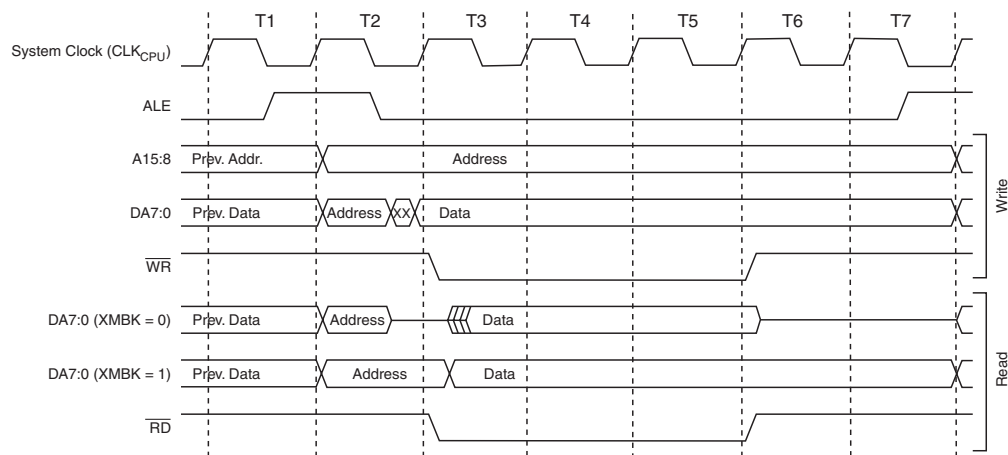 T1 T2 T3 T4 T5 T6 T7
System Clock (CLKCPU)
ALE
A15:8 Prev. Addr. Address
DA7:0 Prev. Data Address XX Data
WR
Write
DA7:0 (XMBK = 0) Prev. Data Address Data
DA7:0 (XMBK = 1) Prev. Data Address Data
RD
Read